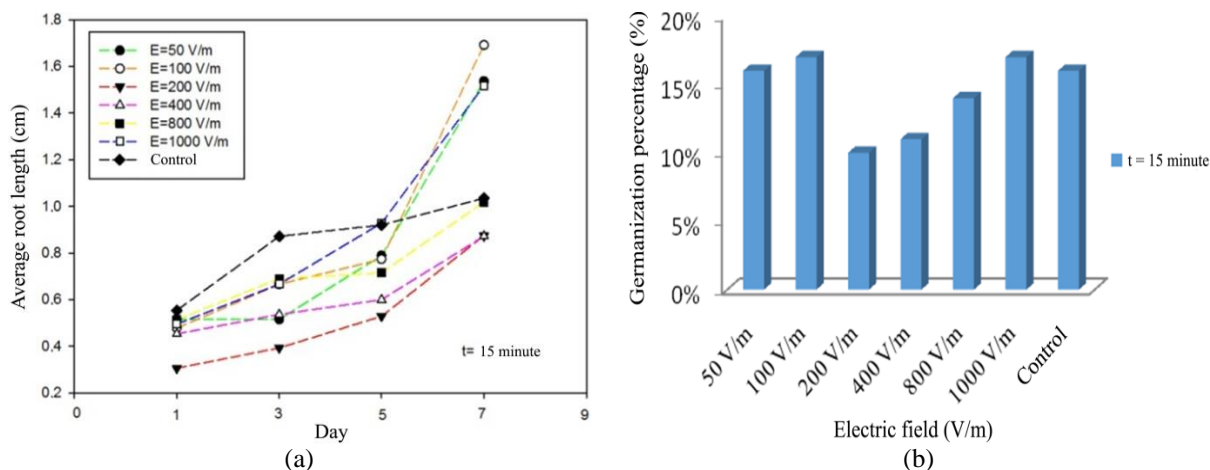 Average root length (cm)
1.8
1.6
1.4
1.2
1.0
0.8
0.6
0.4
0.2
E=50 V/m
E=100 V/m
E=200 V/m
E=400 V/m
E=800 V/m
E=1000 V/m
Control
t= 15 minute
0 1 3 5 7 9
Day
(a)
Germanization percentage (%)
20%
15%
10%
5%
0%
t = 15 minute
50 V/m
100 V/m
200 V/m
400 V/m
800 V/m
1000 V/m
Control
Electric field (V/m)
(b)